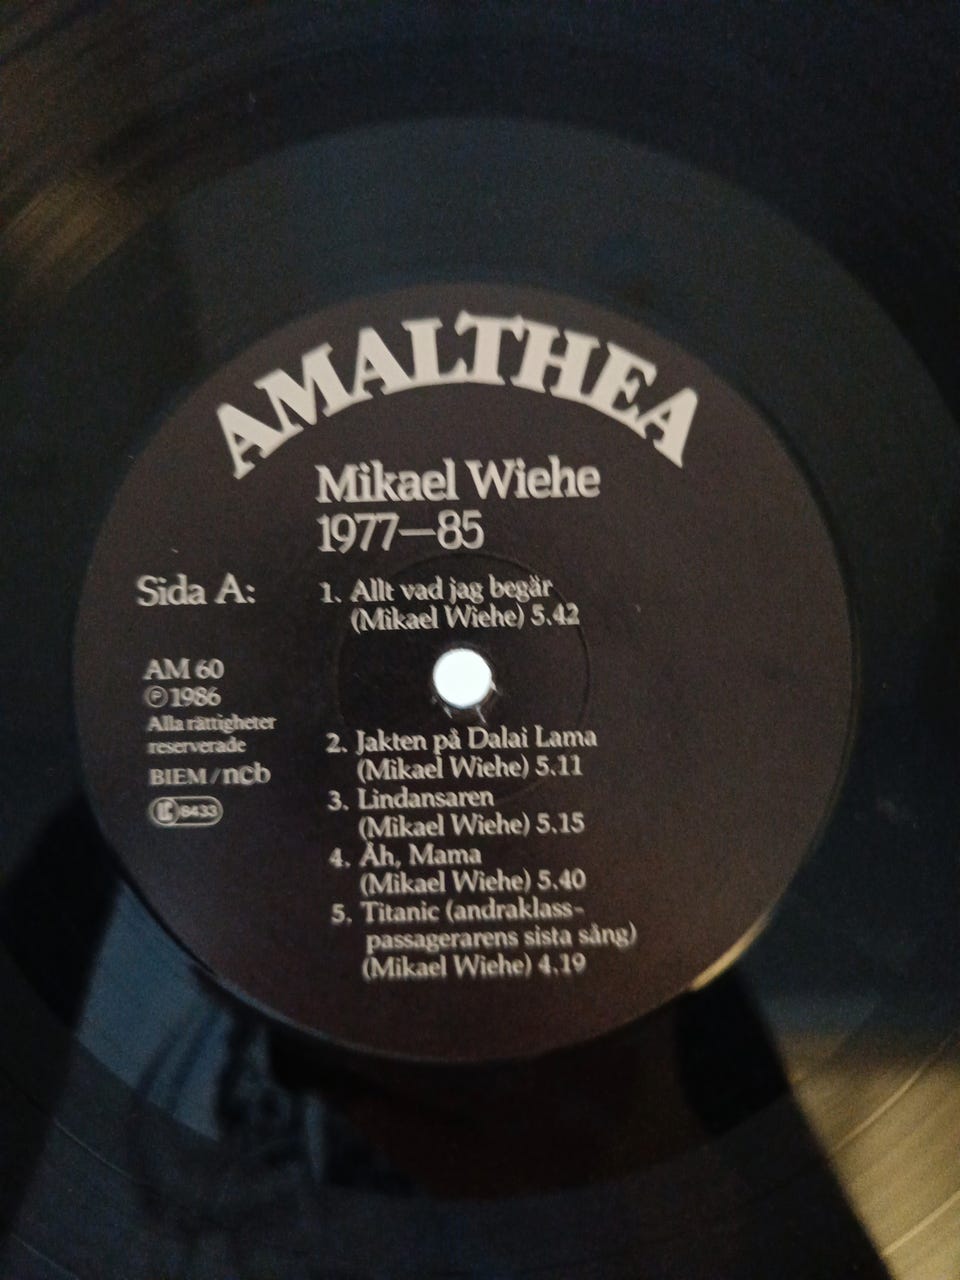 AMALTHEA
Mikael Wiehe
1977—85
Sida A:
1. Allt vad jag begär
(Mikael Wiehe) 5.42
AM 60
Ⓟ 1986
Alla rättigheter
reserverade
BIEM/ncb
LC 8433
2. Jakten på Dalai Lama
(Mikael Wiehe) 5.11
3. Lindansaren
(Mikael Wiehe) 5.15
4. Åh, Mama
(Mikael Wiehe) 5.40
5. Titanic (andraklass-
passagerarens sista sång)
(Mikael Wiehe) 4.19